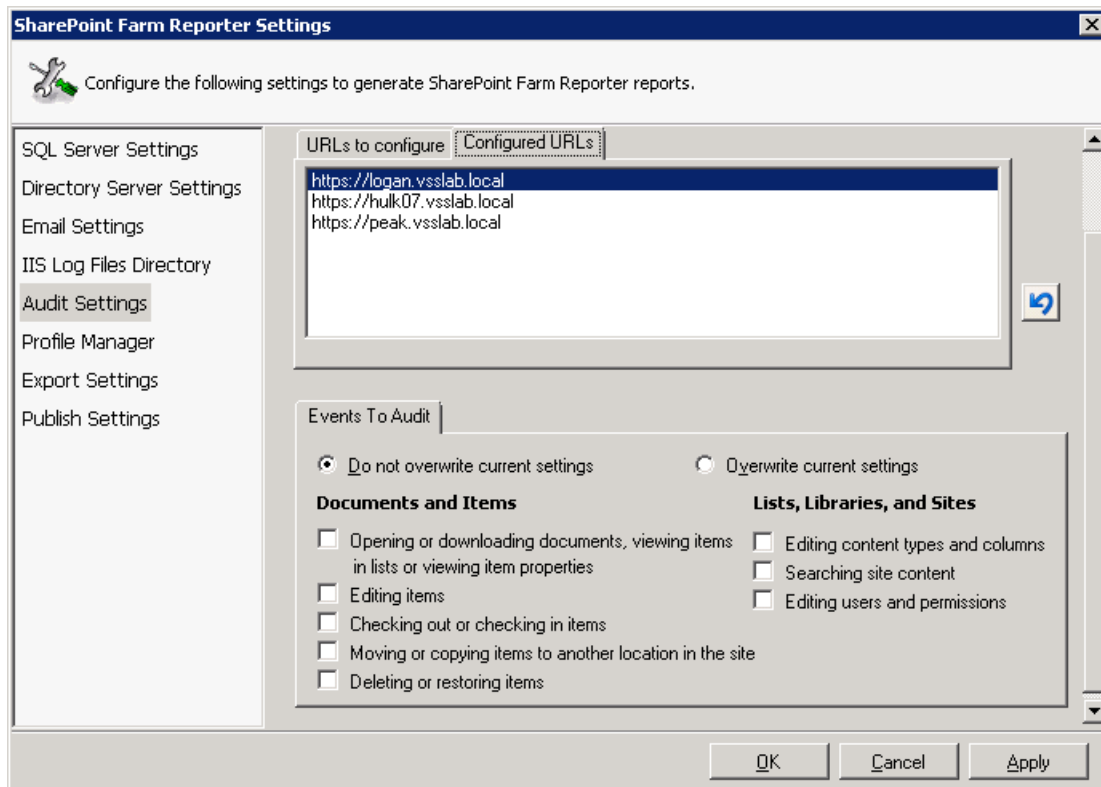 SharePoint Farm Reporter Settings
Configure the following settings to generate SharePoint Farm Reporter reports.
SQL Server Settings
Directory Server Settings
Email Settings
IIS Log Files Directory
Audit Settings
Profile Manager
Export Settings
Publish Settings
URLs to configure
Configured URLs
https://logan.vsslab.local
https://hulk07.vsslab.local
https://peak.vsslab.local
Events To Audit
Do not overwrite current settings
Overwrite current settings
Documents and Items
Opening or downloading documents, viewing items
in lists or viewing item properties
Editing items
Checking out or checking in items
Moving or copying items to another location in the site
Deleting or restoring items
Lists, Libraries, and Sites
Editing content types and columns
Searching site content
Editing users and permissions
OK
Cancel
Apply